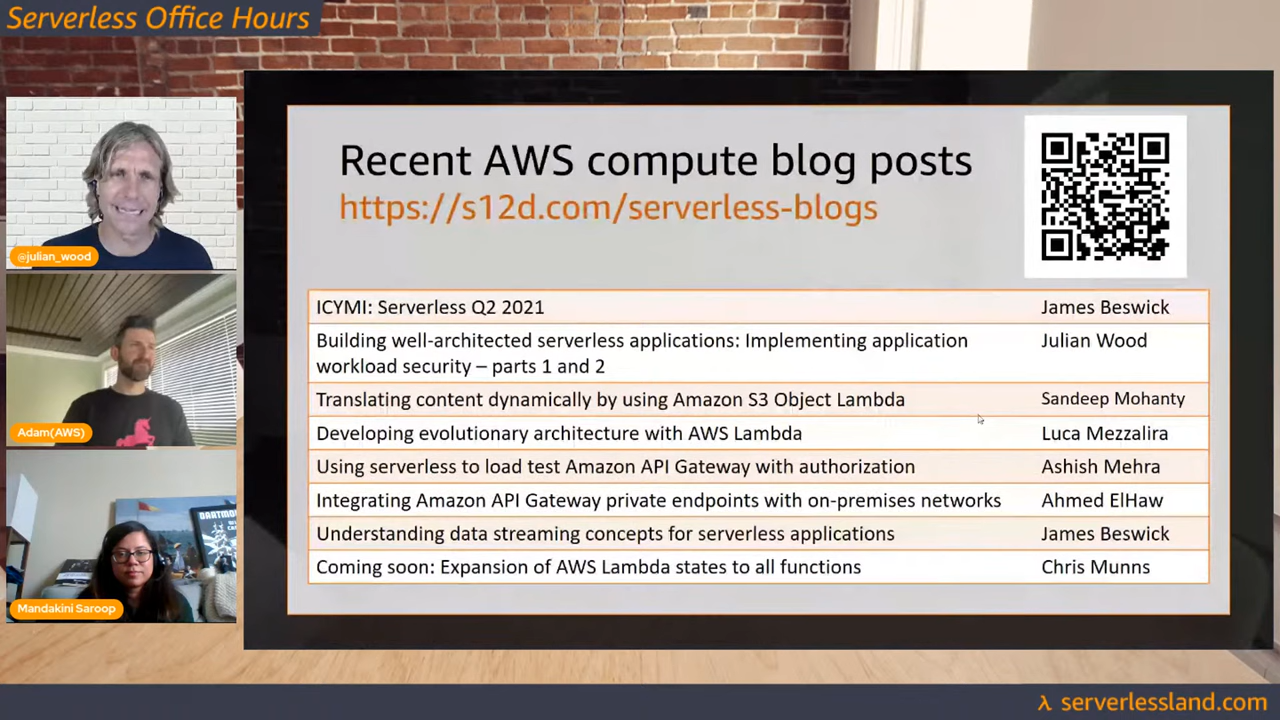 Serverless Office Hours
Recent AWS compute blog posts
https://s12d.com/serverless-blogs
@julian_wood
Adam(AWS)
DARTMO
Mandakini Saroop
ICYMI: Serverless Q2 2021 James Beswick
Building well-architected serverless applications: Implementing application Julian Wood
workload security – parts 1 and 2
Translating content dynamically by using Amazon S3 Object Lambda Sandeep Mohanty
Developing evolutionary architecture with AWS Lambda Luca Mezzalira
Using serverless to load test Amazon API Gateway with authorization Ashish Mehra
Integrating Amazon API Gateway private endpoints with on-premises networks Ahmed ElHaw
Understanding data streaming concepts for serverless applications James Beswick
Coming soon: Expansion of AWS Lambda states to all functions Chris Munns
λ serverlessland.com